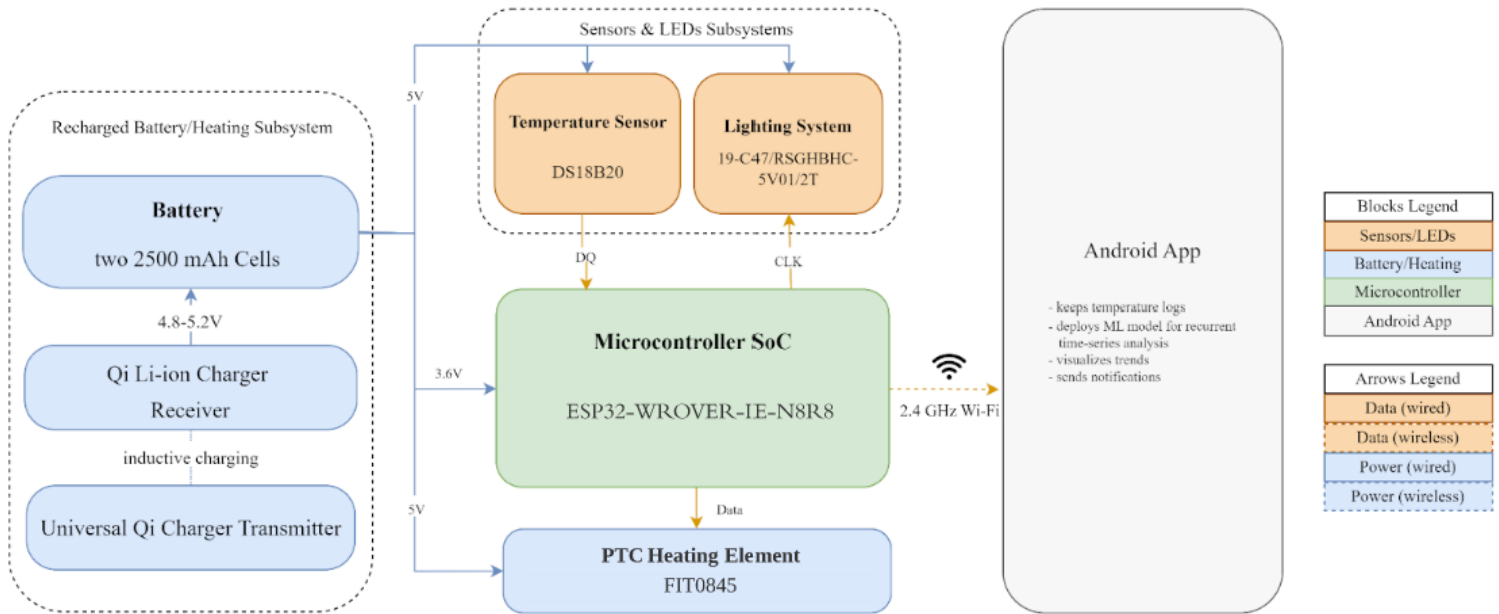 Sensors & LEDs Subsystems
5V
Temperature Sensor
DS18B20
Lighting System
19-C47/RSGHBHC-
5V01/2T
Recharged Battery/Heating Subsystem
Battery
two 2500 mAh Cells
4.8-5.2V
Qi Li-ion Charger
Receiver
inductive charging
Universal Qi Charger Transmitter
DQ
CLK
3.6V
Microcontroller SoC
ESP32-WROVER-IE-N8R8
2.4 GHz Wi-Fi
Data
5V
PTC Heating Element
FIT0845
Android App
- keeps temperature logs
- deploys ML model for recurrent
time-series analysis
- visualizes trends
- sends notifications
Blocks Legend
Sensors/LEDs
Battery/Heating
Microcontroller
Android App
Arrows Legend
Data (wired)
Data (wireless)
Power (wired)
Power (wireless)